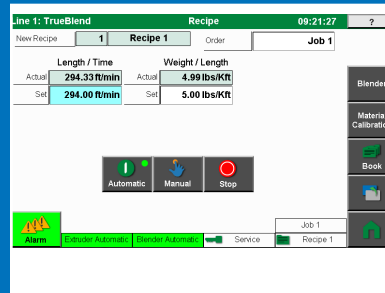 Line 1: TrueBlend Recipe 09:21:27 ?
New Recipe 1 Recipe 1 Order Job 1
Length / Time Weight / Length
Actual 294.33 ft/min Actual 4.99 lbs/Kft
Set 294.00 ft/min Set 5.00 lbs/Kft
Blender
Material
Calibration
Book
Automatic Manual Stop
Job 1
Alarm Extruder Automatic Blender Automatic Service Recipe 1